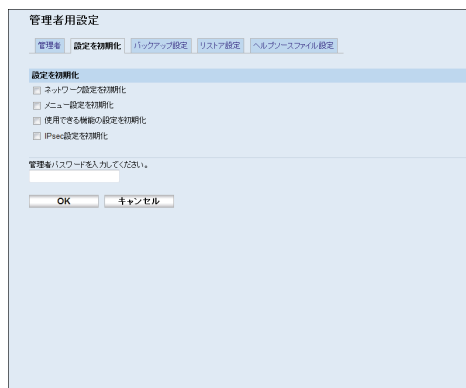 管理者用設定
管理者 設定を初期化 バックアップ設定 リストア設定 ヘルプソースファイル設定
設定を初期化
ネットワーク設定を初期化
メニュー設定を初期化
使用できる機能の設定を初期化
IPsec設定を初期化
管理者パスワードを入力してください。
OK キャンセル